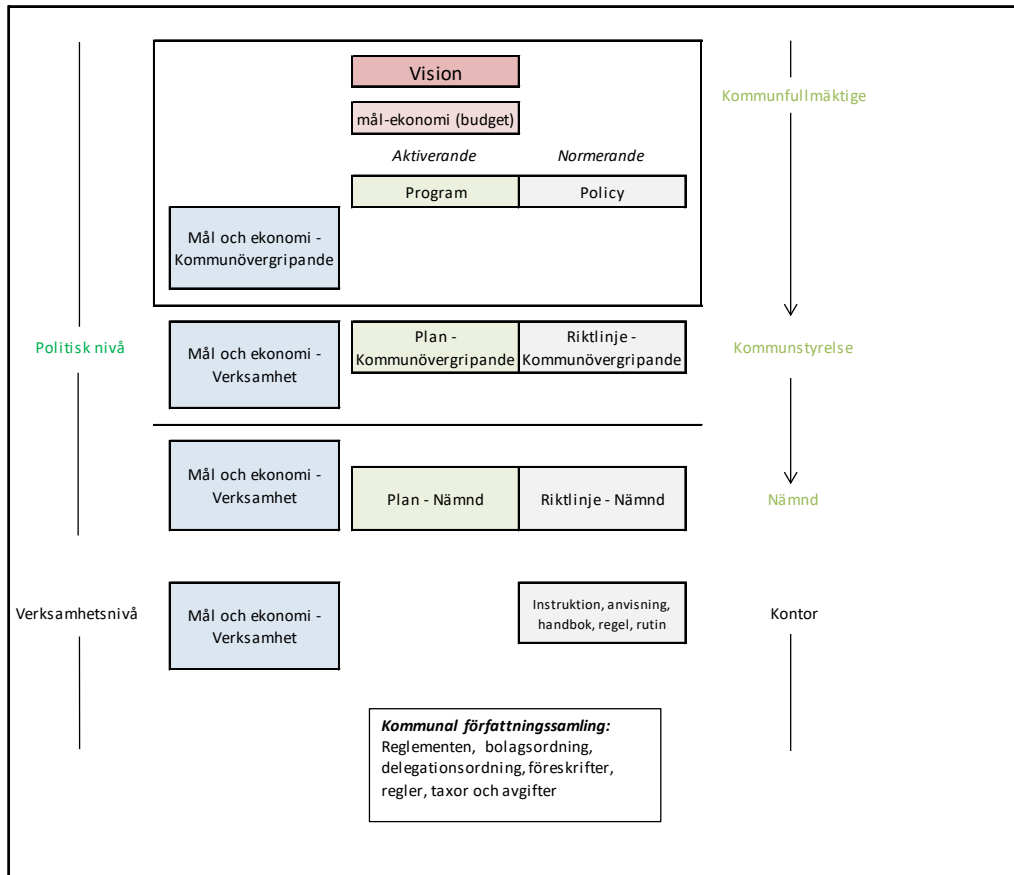 Vision
Kommunfullmäktige
mål-ekonomi (budget)
Aktiverande
Normerande
Program
Policy
Mål och ekonomi -
Kommunövergripande
Politisk nivå
Mål och ekonomi -
Verksamhet
Plan -
Kommunövergripande
Riktlinje -
Kommunövergripande
Kommunstyrelse
Mål och ekonomi -
Verksamhet
Plan - Nämnd
Riktlinje - Nämnd
Nämnd
Verksamhetsnivå
Mål och ekonomi -
Verksamhet
Instruktion, anvisning,
handbok, regel, rutin
Kontor
Kommunal författningssamling:
Reglementen, bolagsordning,
delegationsordning, föreskrifter,
regler, taxor och avgifter